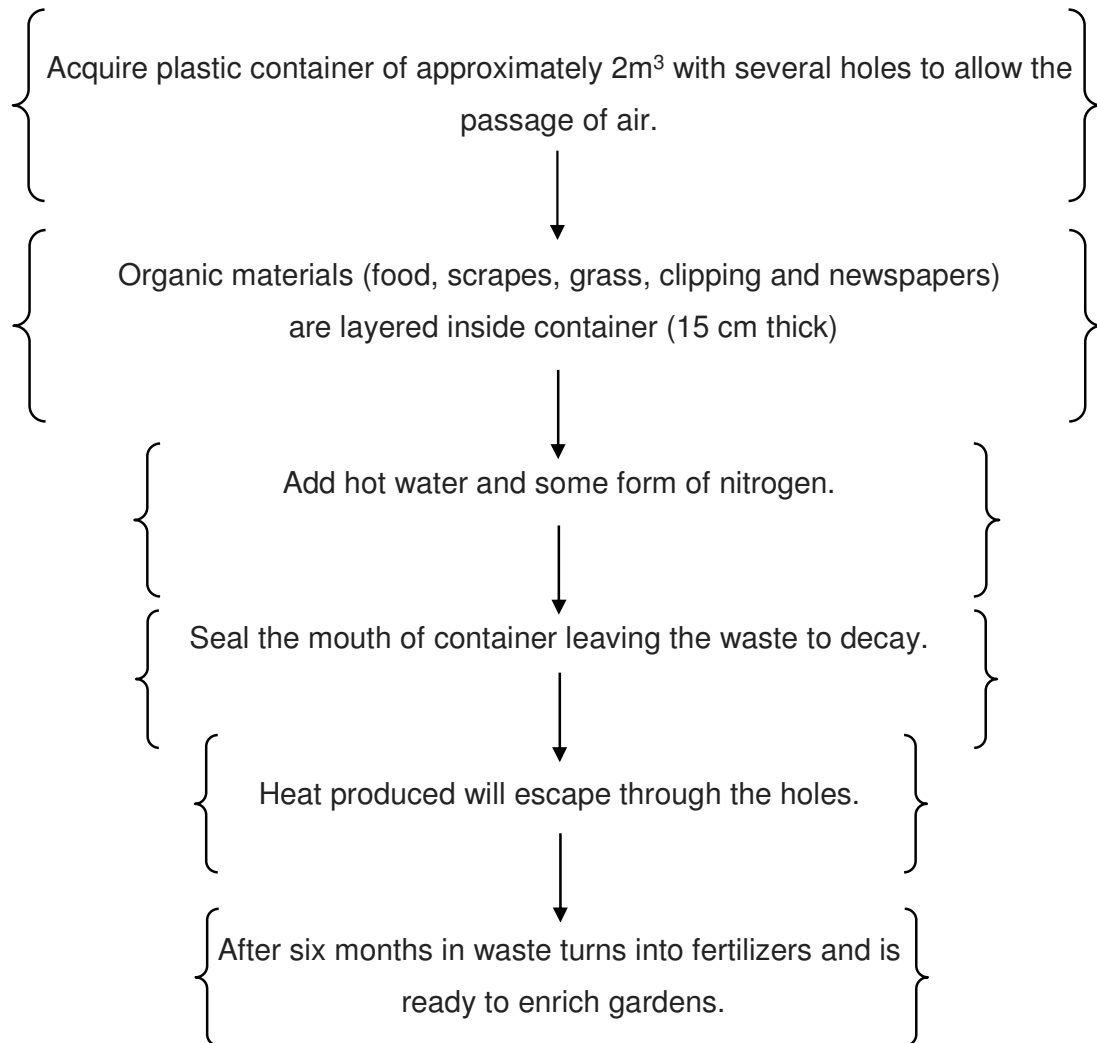 Acquire plastic container of approximately 2m³ with several holes to allow the
passage of air.
Organic materials (food, scrapes, grass, clipping and newspapers)
are layered inside container (15 cm thick)
Add hot water and some form of nitrogen.
Seal the mouth of container leaving the waste to decay.
Heat produced will escape through the holes.
After six months in waste turns into fertilizers and is
ready to enrich gardens.